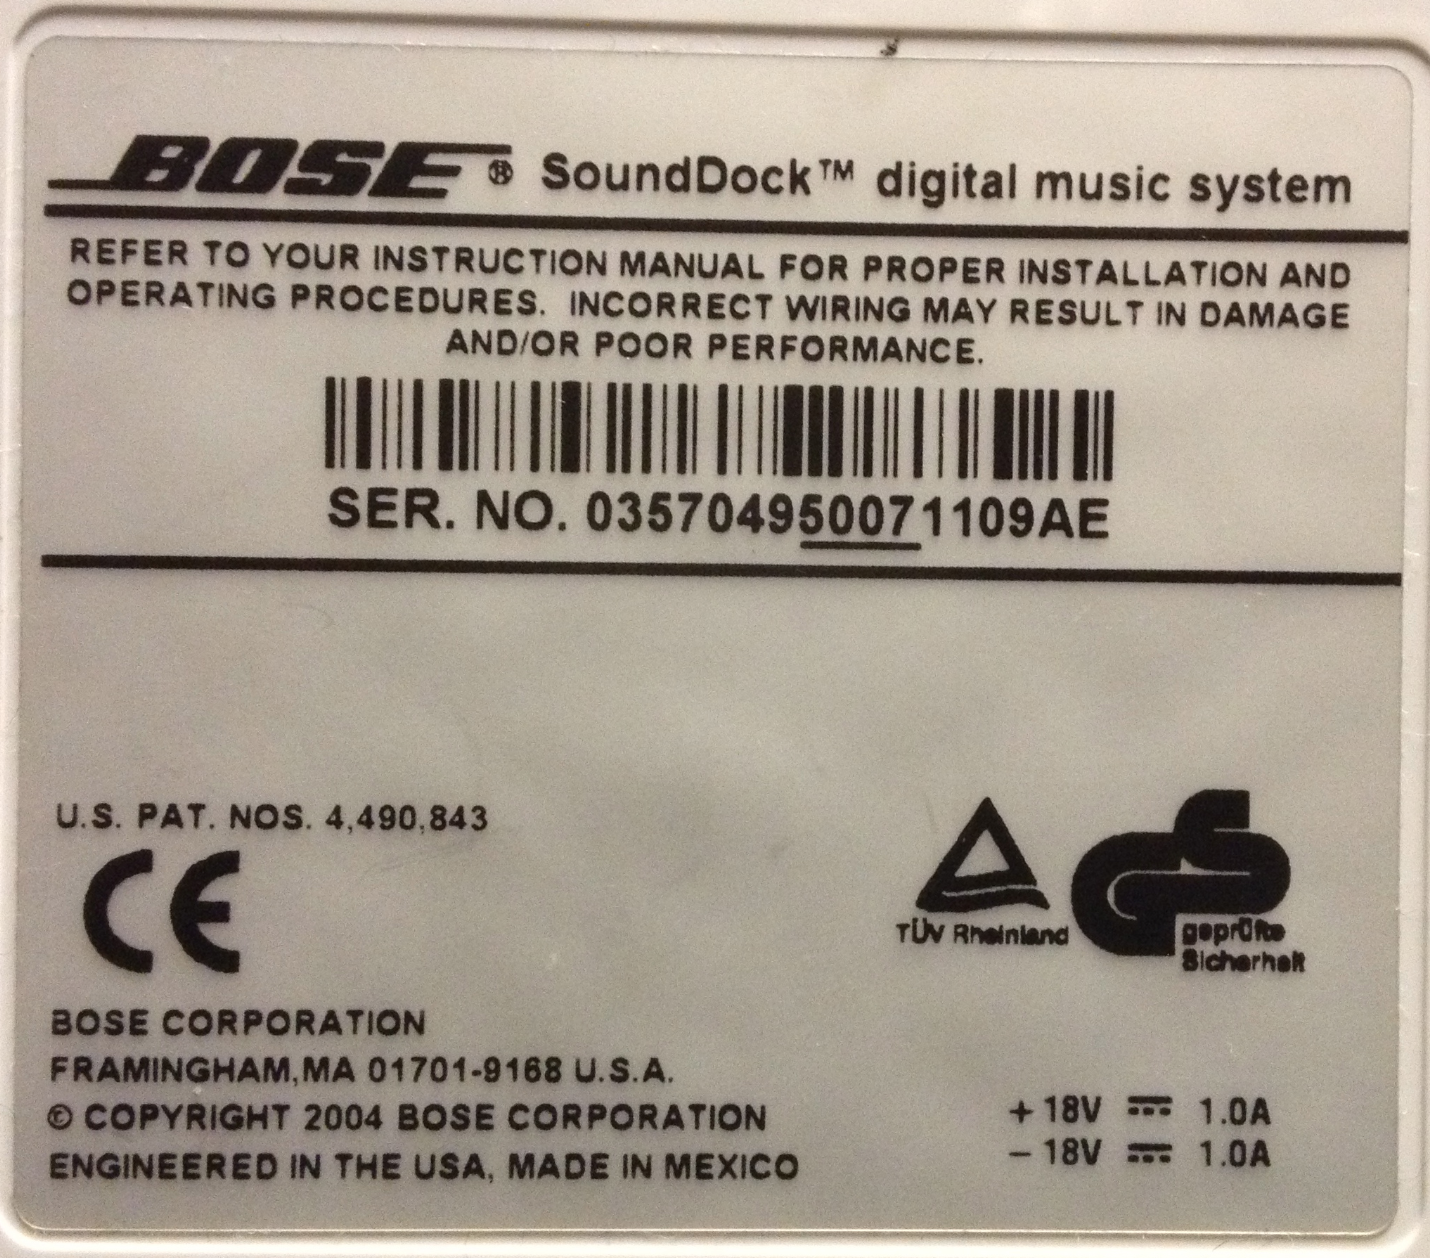 BOSE® SoundDock™ digital music system
REFER TO YOUR INSTRUCTION MANUAL FOR PROPER INSTALLATION AND
OPERATING PROCEDURES. INCORRECT WIRING MAY RESULT IN DAMAGE
AND/OR POOR PERFORMANCE.
SER. NO. 035704950071109AE
U.S. PAT. NOS. 4,490,843
CE
TÜV Rheinland
GS
geprüfte
Sicherheit
BOSE CORPORATION
FRAMINGHAM,MA 01701-9168 U.S.A.
© COPYRIGHT 2004 BOSE CORPORATION
ENGINEERED IN THE USA, MADE IN MEXICO
+ 18V ⎓ 1.0A
− 18V ⎓ 1.0A